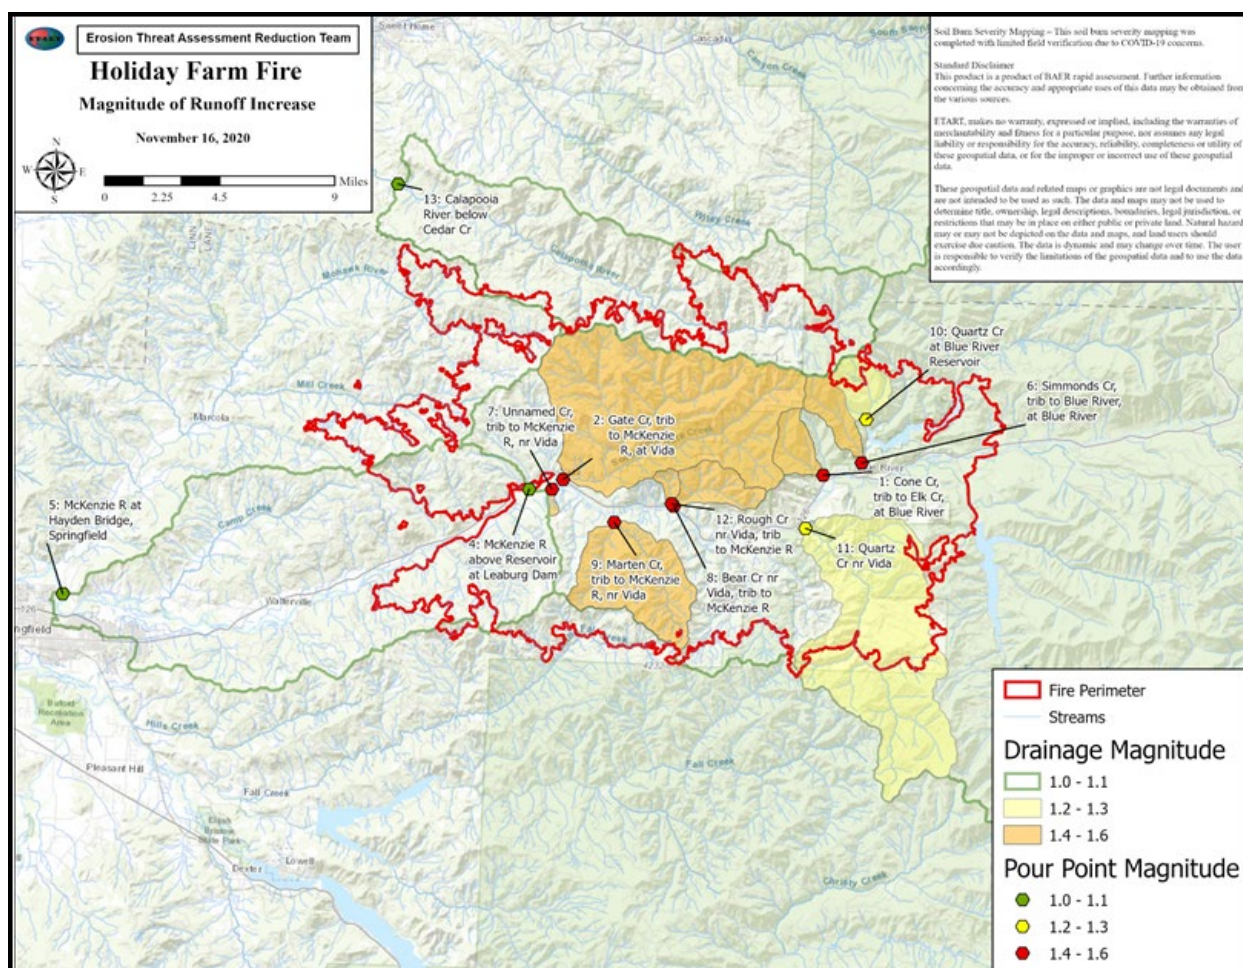 ETART
Erosion Threat Assessment Reduction Team
Holiday Farm Fire
Magnitude of Runoff Increase
November 16, 2020
N
W
E
S
Miles
0 2.25 4.5 9
Soil Burn Severity Mapping – This soil burn severity mapping was
completed with limited field verification due to COVID-19 concerns.
Standard Disclaimer
This product is a product of BAER rapid assessment. Further information
concerning the accuracy and appropriate uses of this data may be obtained from
the various sources.
ETART, makes no warranty, expressed or implied, including the warranties of
merchantability and fitness for a particular purpose, nor assumes any legal
liability or responsibility for the accuracy, reliability, completeness or utility of
these geospatial data, or for the improper or incorrect use of these geospatial
data.
These geospatial data and related maps or graphics are not legal documents and
are not intended to be used as such. The data and maps may not be used to
determine title, ownership, legal descriptions, boundaries, legal jurisdiction, or
restrictions that may be in place on either public or private land. Natural hazards
may or may not be depicted on the data and maps, and land users should
exercise due caution. The data is dynamic and may change over time. The user
is responsible to verify the limitations of the geospatial data and to use the data
accordingly.
Sweet Home
Cascadia
Canyon Creek
South Santiam
Wiley Creek
Calapooia River
Mohawk River
LINN
LANE
13: Calapooia
River below
Cedar Cr
10: Quartz Cr
at Blue River
Reservoir
6: Simmonds Cr,
trib to Blue River,
at Blue River
Mill Creek
Marcola
7: Unnamed Cr,
trib to McKenzie
R, nr Vida
2: Gate Cr, trib
to McKenzie
R, at Vida
1: Cone Cr,
trib to Elk Cr,
at Blue River
5: McKenzie R at
Hayden Bridge,
Springfield
Camp Creek
4: McKenzie R
above Reservoir
at Leaburg Dam
9: Marten Cr,
trib to McKenzie
R, nr Vida
12: Rough Cr
nr Vida, trib
to McKenzie R
8: Bear Cr nr
Vida, trib to
McKenzie R
11: Quartz
Cr nr Vida
126
Walterville
ngfield
Buford
Recreation
Area
Hills Creek
Pleasant Hill
Fall Creek
Fall Creek
Elijah
Bristow
State Park
Dexter
Lowell
Christy Creek
Fire Perimeter
Streams
Drainage Magnitude
1.0 - 1.1
1.2 - 1.3
1.4 - 1.6
Pour Point Magnitude
1.0 - 1.1
1.2 - 1.3
1.4 - 1.6